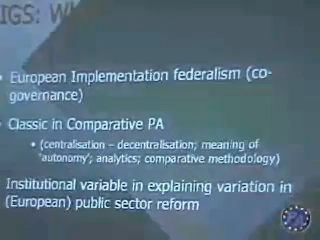 IGS: W
• European Implementation federalism (co-
governance)
• Classic in Comparative PA
• (centralisation – decentralisation; meaning of
'autonomy'; analytics; comparative methodology)
Institutional variable in explaining variation in
(European) public sector reform